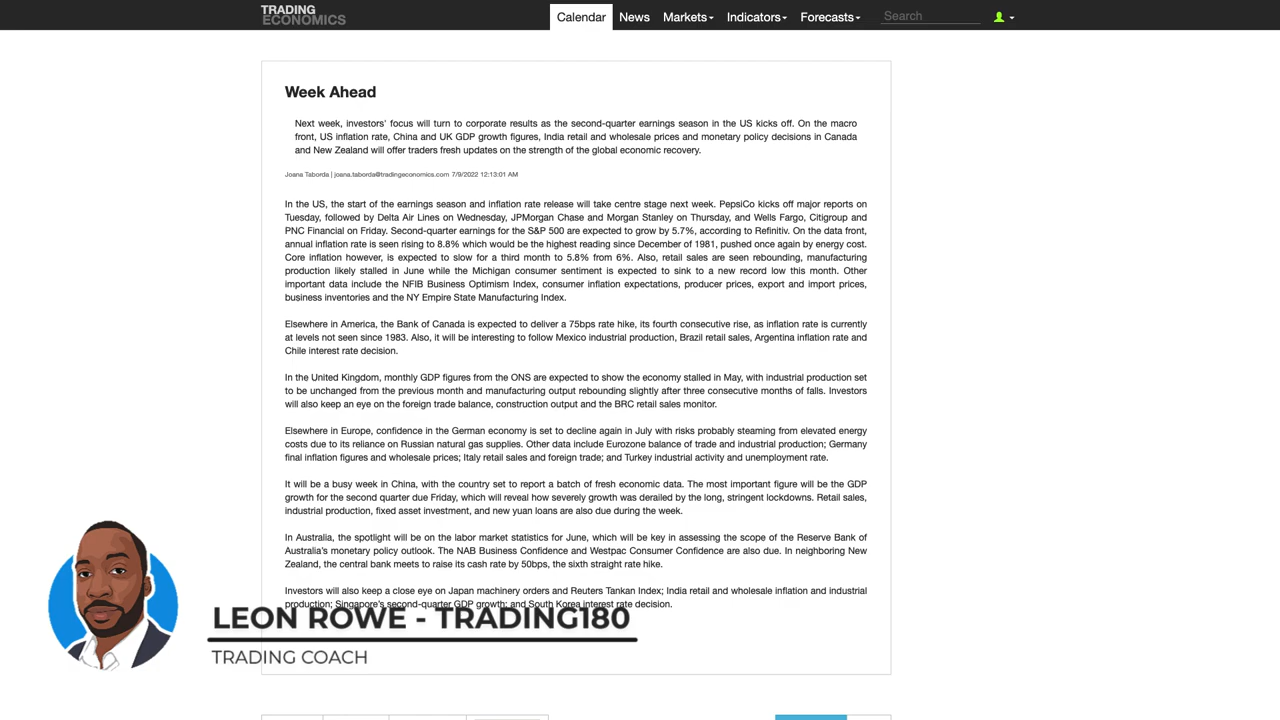 TRADING
ECONOMICS
Calendar
News
Markets
Indicators
Forecasts
Search
Week Ahead
Next week, investors' focus will turn to corporate results as the second-quarter earnings season in the US kicks off. On the macro
front, US inflation rate, China and UK GDP growth figures, India retail and wholesale prices and monetary policy decisions in Canada
and New Zealand will offer traders fresh updates on the strength of the global economic recovery.
Joana Taborda | joana.taborda@tradingeconomics.com 7/9/2022 12:13:01 AM
In the US, the start of the earnings season and inflation rate release will take centre stage next week. PepsiCo kicks off major reports on
Tuesday, followed by Delta Air Lines on Wednesday, JPMorgan Chase and Morgan Stanley on Thursday, and Wells Fargo, Citigroup and
PNC Financial on Friday. Second-quarter earnings for the S&P 500 are expected to grow by 5.7%, according to Refinitiv. On the data front,
annual inflation rate is seen rising to 8.8% which would be the highest reading since December of 1981, pushed once again by energy cost.
Core inflation however, is expected to slow for a third month to 5.8% from 6%. Also, retail sales are seen rebounding, manufacturing
production likely stalled in June while the Michigan consumer sentiment is expected to sink to a new record low this month. Other
important data include the NFIB Business Optimism Index, consumer inflation expectations, producer prices, export and import prices,
business inventories and the NY Empire State Manufacturing Index.
Elsewhere in America, the Bank of Canada is expected to deliver a 75bps rate hike, its fourth consecutive rise, as inflation rate is currently
at levels not seen since 1983. Also, it will be interesting to follow Mexico industrial production, Brazil retail sales, Argentina inflation rate and
Chile interest rate decision.
In the United Kingdom, monthly GDP figures from the ONS are expected to show the economy stalled in May, with industrial production set
to be unchanged from the previous month and manufacturing output rebounding slightly after three consecutive months of falls. Investors
will also keep an eye on the foreign trade balance, construction output and the BRC retail sales monitor.
Elsewhere in Europe, confidence in the German economy is set to decline again in July with risks probably steaming from elevated energy
costs due to its reliance on Russian natural gas supplies. Other data include Eurozone balance of trade and industrial production; Germany
final inflation figures and wholesale prices; Italy retail sales and foreign trade; and Turkey industrial activity and unemployment rate.
It will be a busy week in China, with the country set to report a batch of fresh economic data. The most important figure will be the GDP
growth for the second quarter due Friday, which will reveal how severely growth was derailed by the long, stringent lockdowns. Retail sales,
industrial production, fixed asset investment, and new yuan loans are also due during the week.
In Australia, the spotlight will be on the labor market statistics for June, which will be key in assessing the scope of the Reserve Bank of
Australia's monetary policy outlook. The NAB Business Confidence and Westpac Consumer Confidence are also due. In neighboring New
Zealand, the central bank meets to raise its cash rate by 50bps, the sixth straight rate hike.
Investors will also keep a close eye on Japan machinery orders and Reuters Tankan Index; India retail and wholesale inflation and industrial
production; Singapore's second-quarter GDP growth; and South Korea interest rate decision.
LEON ROWE - TRADING180
TRADING COACH